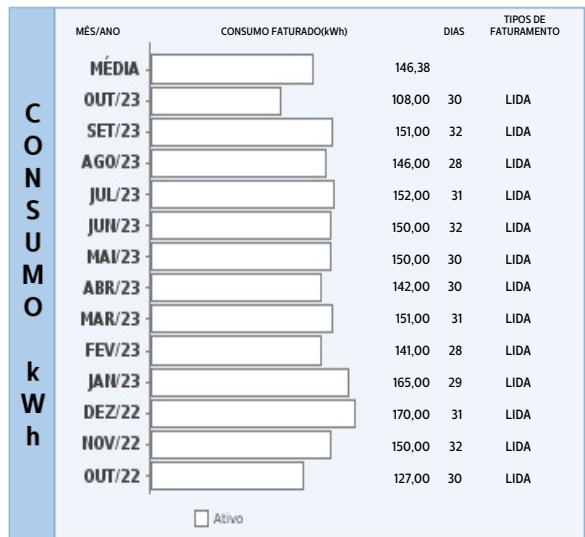 MÊS/ANO CONSUMO FATURADO(kWh) DIAS TIPOS DE FATURAMENTO
MÉDIA 146,38
OUT/23 108,00 30 LIDA
SET/23 151,00 32 LIDA
AGO/23 146,00 28 LIDA
JUL/23 152,00 31 LIDA
JUN/23 150,00 32 LIDA
MAI/23 150,00 30 LIDA
ABR/23 142,00 30 LIDA
MAR/23 151,00 31 LIDA
FEV/23 141,00 28 LIDA
JAN/23 165,00 29 LIDA
DEZ/22 170,00 31 LIDA
NOV/22 150,00 32 LIDA
OUT/22 127,00 30 LIDA
Ativo
CONSUMO kWh